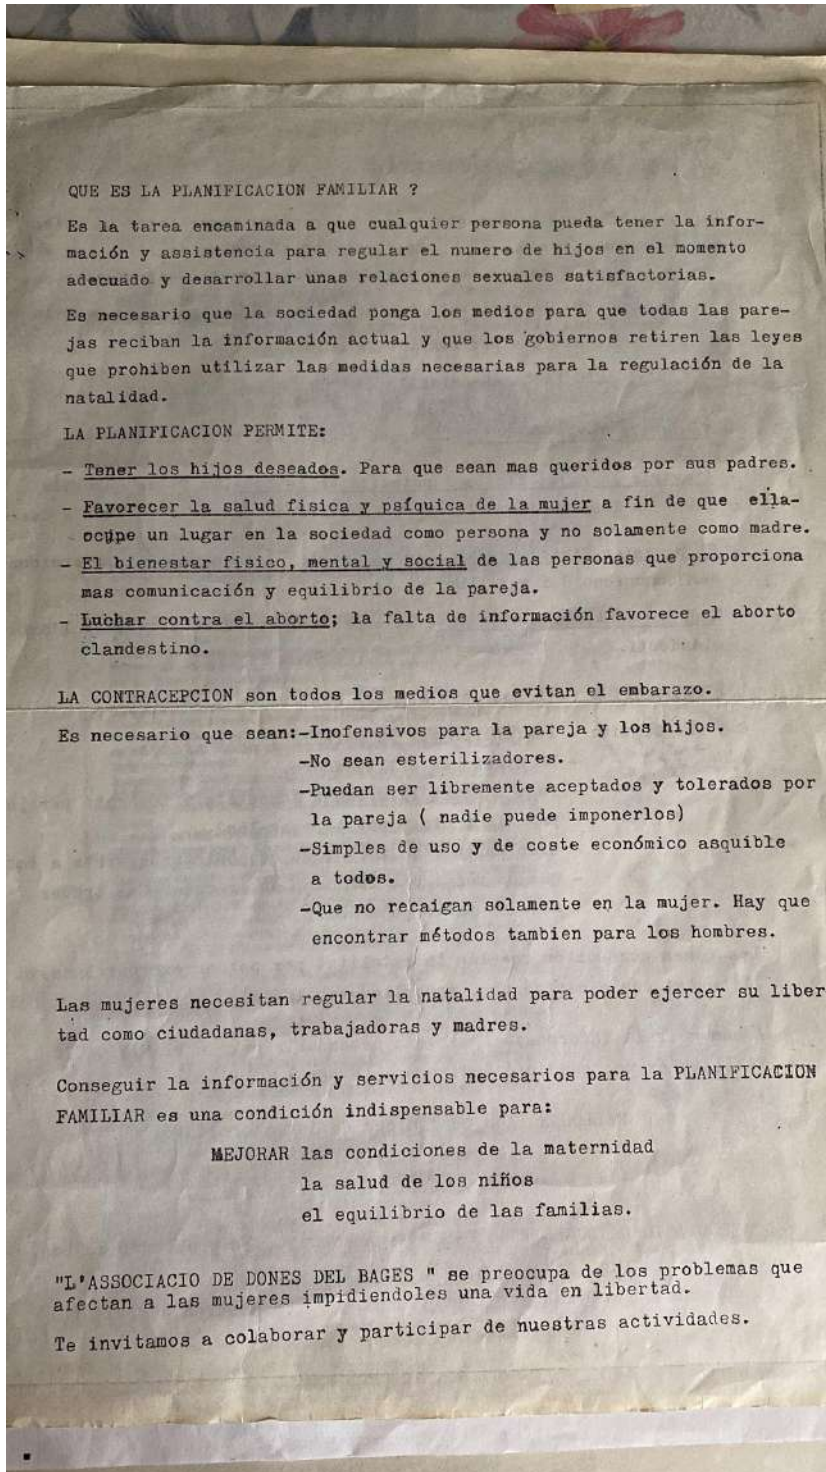 QUE ES LA PLANIFICACION FAMILIAR ?
Es la tarea encaminada a que cualquier persona pueda tener la infor-
mación y assistencia para regular el numero de hijos en el momento
adecuado y desarrollar unas relaciones sexuales satisfactorias.
Es necesario que la sociedad ponga los medios para que todas las pare-
jas reciban la información actual y que los gobiernos retiren las leyes
que prohiben utilizar las medidas necesarias para la regulación de la
natalidad.
LA PLANIFICACION PERMITE:
- Tener los hijos deseados. Para que sean mas queridos por sus padres.
- Favorecer la salud fisica y psíquica de la mujer a fin de que ella-
ocupe un lugar en la sociedad como persona y no solamente como madre.
- El bienestar fisico, mental y social de las personas que proporciona
mas comunicación y equilibrio de la pareja.
- Luchar contra el aborto; la falta de información favorece el aborto
clandestino.
LA CONTRACEPCION son todos los medios que evitan el embarazo.
Es necesario que sean:-Inofensivos para la pareja y los hijos.
-No sean esterilizadores.
-Puedan ser libremente aceptados y tolerados por
la pareja ( nadie puede imponerlos)
-Simples de uso y de coste económico asquible
a todos.
-Que no recaigan solamente en la mujer. Hay que
encontrar métodos tambien para los hombres.
Las mujeres necesitan regular la natalidad para poder ejercer su liber
tad como ciudadanas, trabajadoras y madres.
Conseguir la información y servicios necesarios para la PLANIFICACION
FAMILIAR es una condición indispensable para:
MEJORAR las condiciones de la maternidad
la salud de los niños
el equilibrio de las familias.
"L'ASSOCIACIO DE DONES DEL BAGES " se preocupa de los problemas que
afectan a las mujeres impidiendoles una vida en libertad.
Te invitamos a colaborar y participar de nuestras actividades.